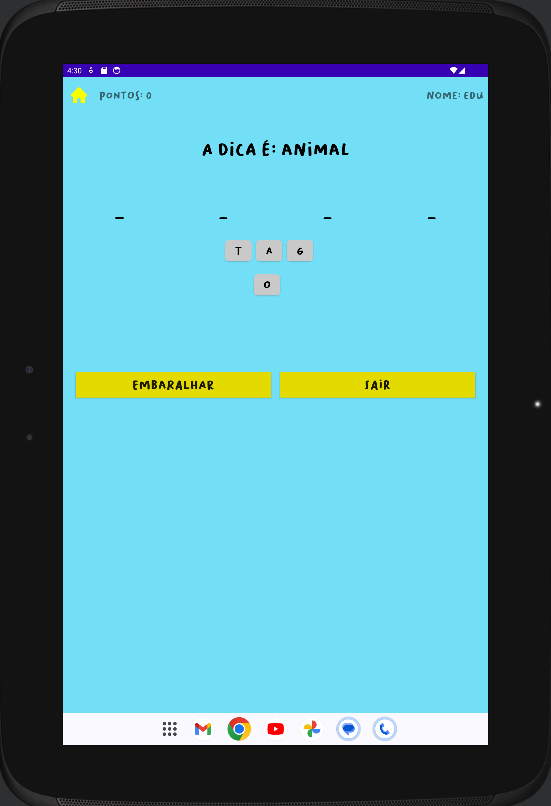 4:30
PONTOS: 0
NOME: EDU
A DICA É: ANIMAL
_ _ _ _
T A G
O
EMBARALHAR
SAIR